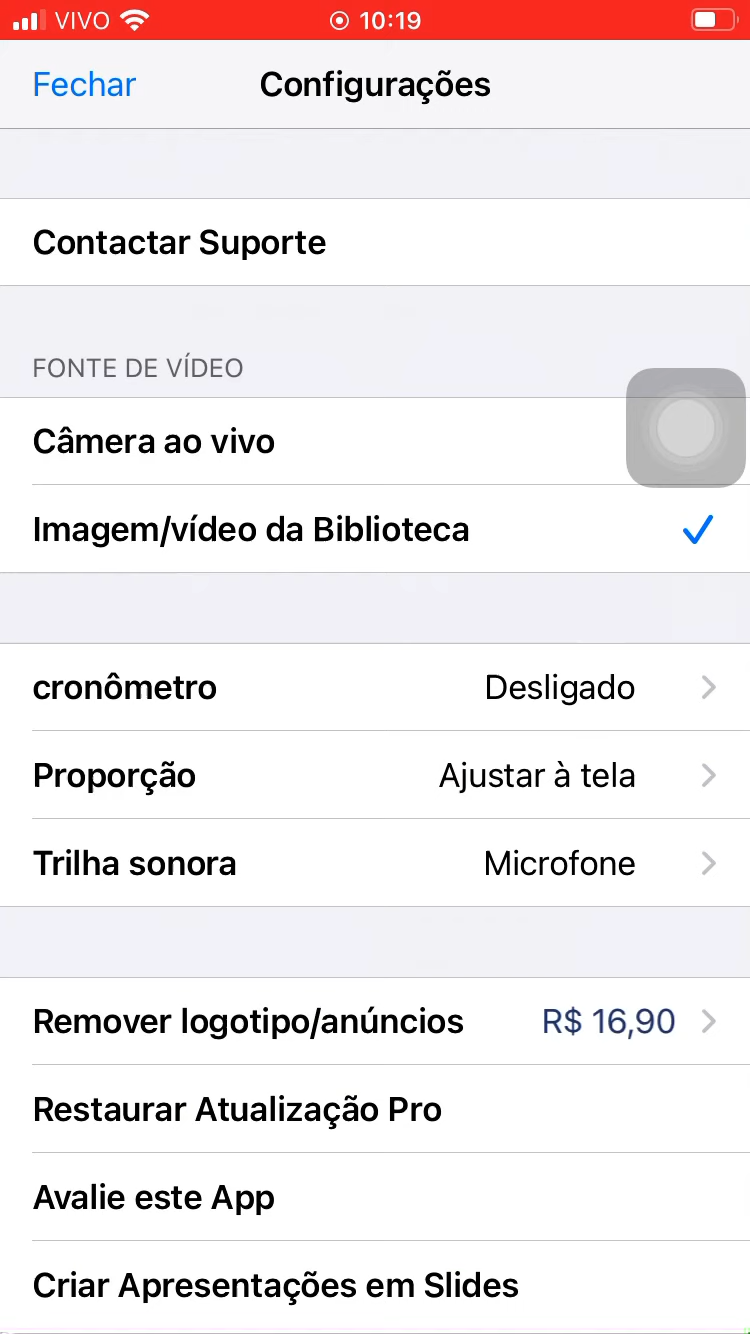 VIVO 10:19
Fechar Configurações
Contactar Suporte
FONTE DE VÍDEO
Câmera ao vivo
Imagem/vídeo da Biblioteca
cronômetro Desligado
Proporção Ajustar à tela
Trilha sonora Microfone
Remover logotipo/anúncios R$ 16,90
Restaurar Atualização Pro
Avalie este App
Criar Apresentações em Slides